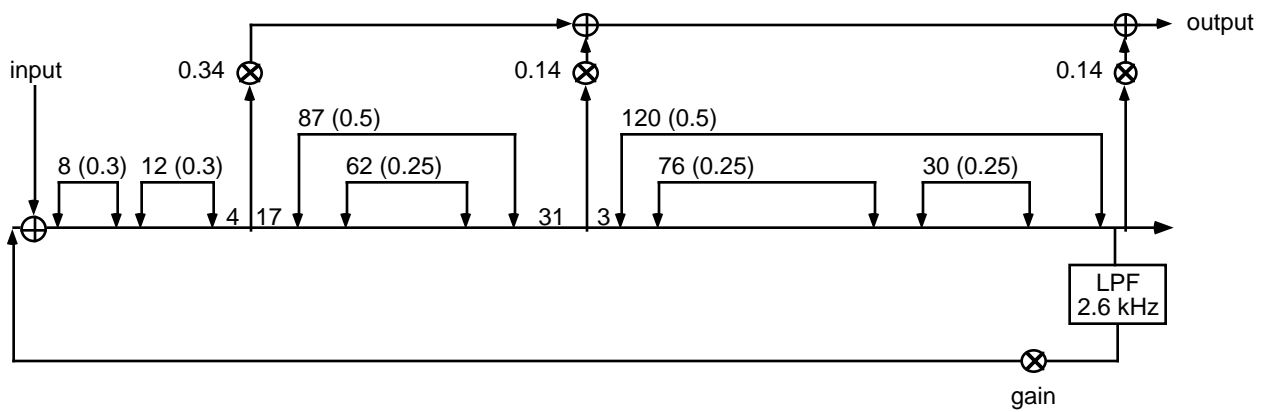 output
input
0.34
0.14
0.14
87 (0.5)
120 (0.5)
8 (0.3)
12 (0.3)
62 (0.25)
76 (0.25)
30 (0.25)
4
17
31
3
LPF
2.6 kHz
gain